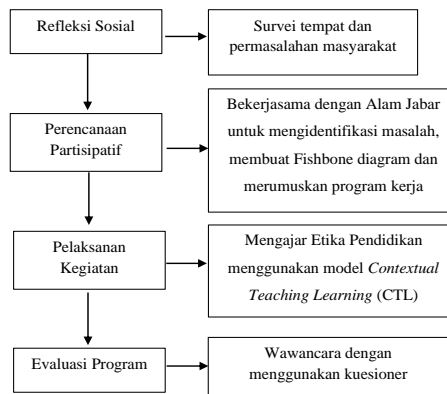 Refleksi Sosial
Survei tempat dan
permasalahan masyarakat
Perencanaan
Partisipatif
Bekerjasama dengan Alam Jabar
untuk mengidentifikasi masalah,
membuat Fishbone diagram dan
merumuskan program kerja
Pelaksanan
Kegiatan
Mengajar Etika Pendidikan
menggunakan model Contextual
Teaching Learning (CTL)
Evaluasi Program
Wawancara dengan
menggunakan kuesioner